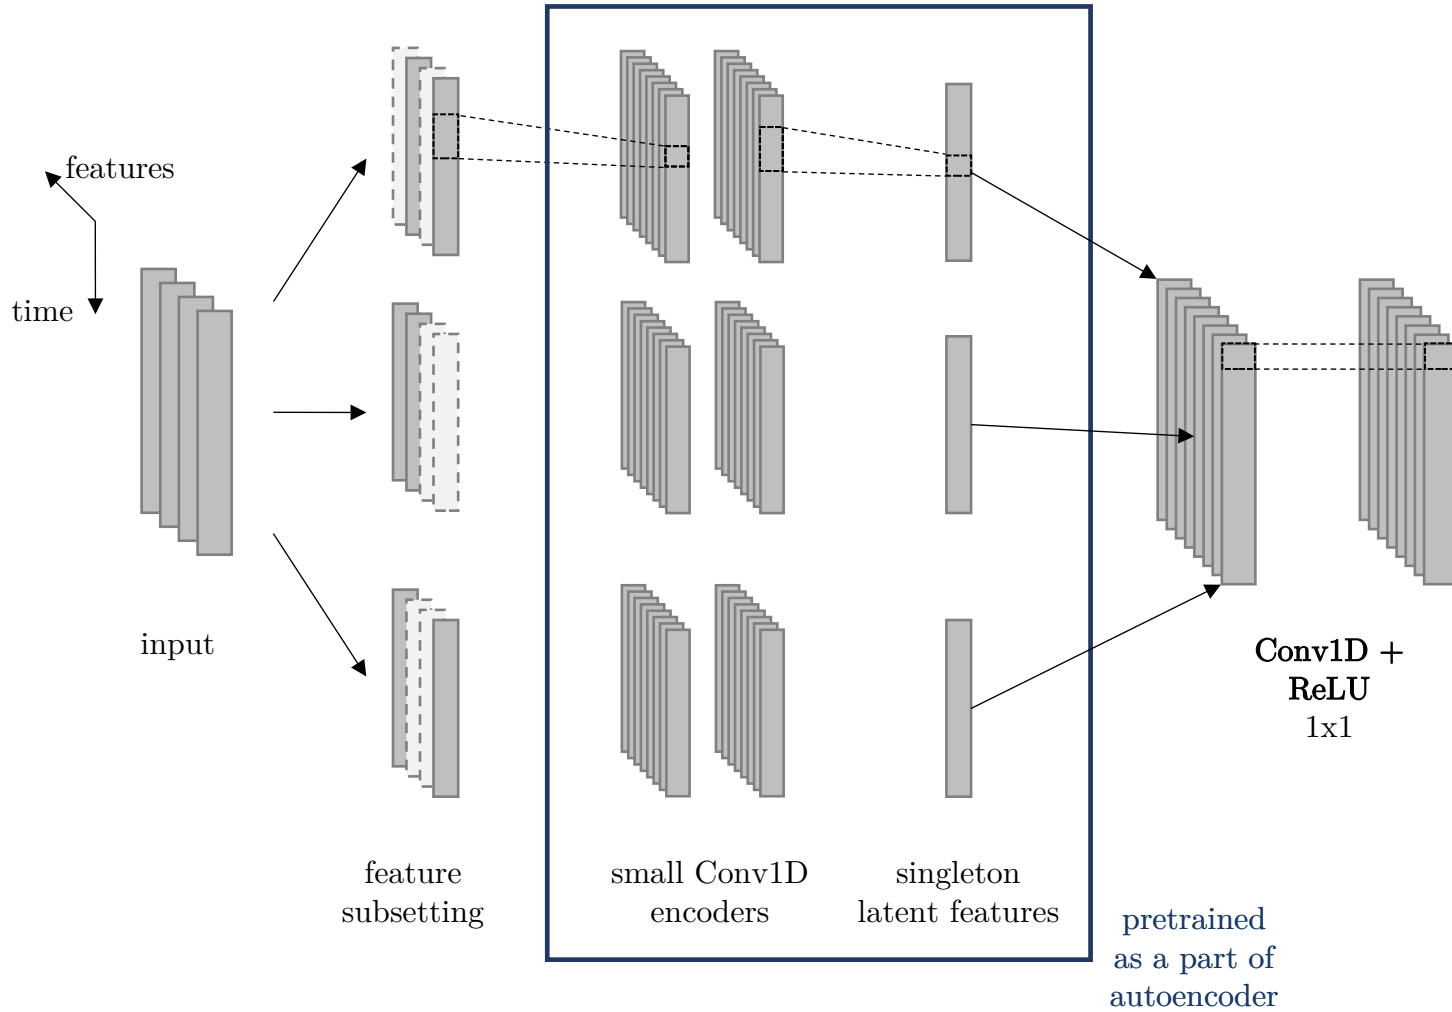 features
time
input
feature
subsetting
small Conv1D
encoders
singleton
latent features
pretrained
as a part of
autoencoder
Conv1D +
ReLU
1x1